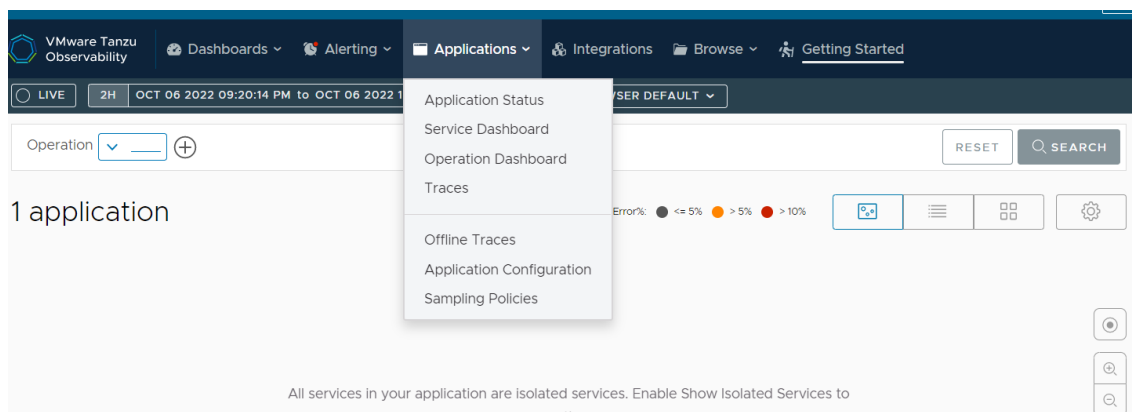 VMware Tanzu
Observability
Dashboards
Alerting
Applications
Integrations
Browse
Getting Started
LIVE
2H
OCT 06 2022 09:20:14 PM to OCT 06 2022 1
SER DEFAULT
Application Status
Service Dashboard
Operation Dashboard
Traces
Offline Traces
Application Configuration
Sampling Policies
Operation
RESET
SEARCH
1 application
Error%: <= 5% > 5% > 10%
All services in your application are isolated services. Enable Show Isolated Services to